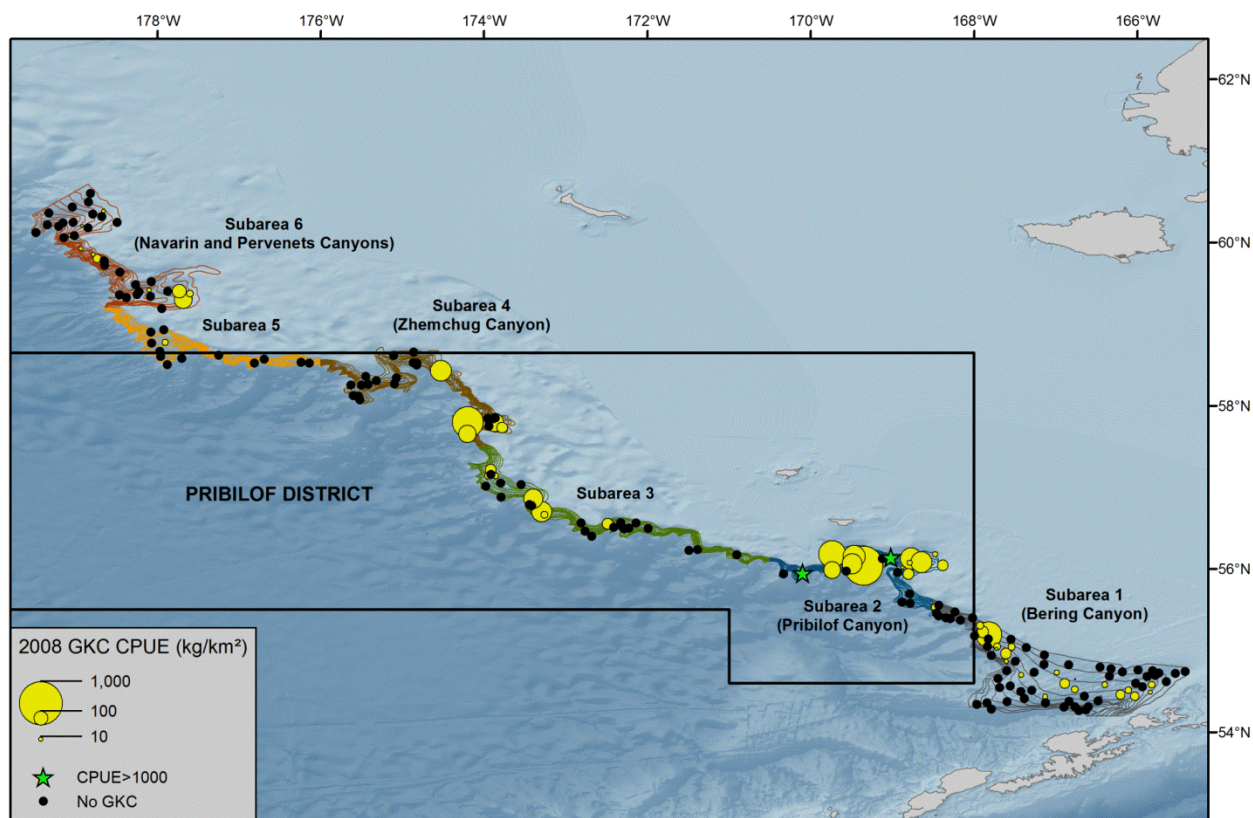 178°W 176°W 174°W 172°W 170°W 168°W 166°W
62°N
60°N
58°N
56°N
54°N
Subarea 6
(Navarin and Pervenets Canyons)
Subarea 5
Subarea 4
(Zhemchug Canyon)
PRIBILOF DISTRICT
Subarea 3
Subarea 2
(Pribilof Canyon)
Subarea 1
(Bering Canyon)
2008 GKC CPUE (kg/km²)
1,000
100
10
CPUE>1000
No GKC